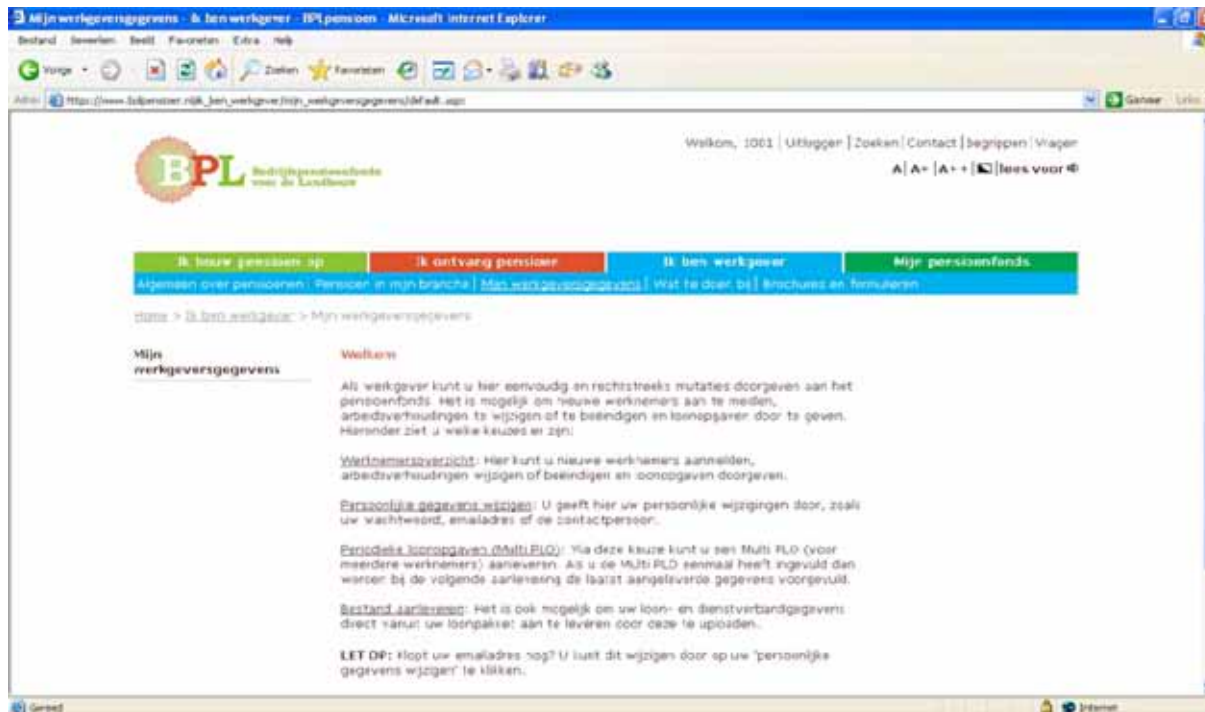 Mijn werkgeversgegevens - Ik ben werkgever - BPLpensioen - Microsoft Internet Explorer
Bestand Bewerken Beeld Favorieten Extra Help
Vorige Zoeken Favorieten
Adres Ga naar Links
Welkom, 1001 | Uitloggen | Zoeken | Contact | Begrippen | Vragen
A | A+ | A++ | lees voor
BPL Bedrijfspensioenfonds
voor de Landbouw
Ik bouw pensioen op Ik ontvang pensioen Ik ben werkgever Mijn pensioenfonds
Algemeen over pensioenen | Pensioen in mijn branche | Mijn werkgeversgegevens | Wat te doen bij | Brochures en formulieren
Home > Ik ben werkgever > Mijn werkgeversgegevens
Mijn
werkgeversgegevens
Welkom
Als werkgever kunt u hier eenvoudig en rechtstreeks mutaties doorgeven aan het
pensioenfonds. Het is mogelijk om nieuwe werknemers aan te melden,
arbeidsverhoudingen te wijzigen of te beëindigen en loonopgaven door te geven.
Hieronder ziet u welke keuzes er zijn:
Werknemersoverzicht: Hier kunt u nieuwe werknemers aanmelden,
arbeidsverhoudingen wijzigen of beëindigen en loonopgaven doorgeven.
Persoonlijke gegevens wijzigen: U geeft hier uw persoonlijke wijzigingen door, zoals
uw wachtwoord, emailadres of de contactpersoon.
Periodieke loonopgaven (Multi PLO): Via deze keuze kunt u een Multi PLO (voor
meerdere werknemers) aanleveren. Als u de Multi PLO eenmaal heeft ingevuld dan
worden bij de volgende aanlevering de laatst aangeleverde gegevens voorgevuld.
Bestand aanleveren: Het is ook mogelijk om uw loon- en dienstverbandgegevens
direct vanuit uw loonpakket aan te leveren door deze te uploaden.
LET OP: Klopt uw emailadres nog? U kunt dit wijzigen door op uw 'persoonlijke
gegevens wijzigen' te klikken.
Gereed Internet